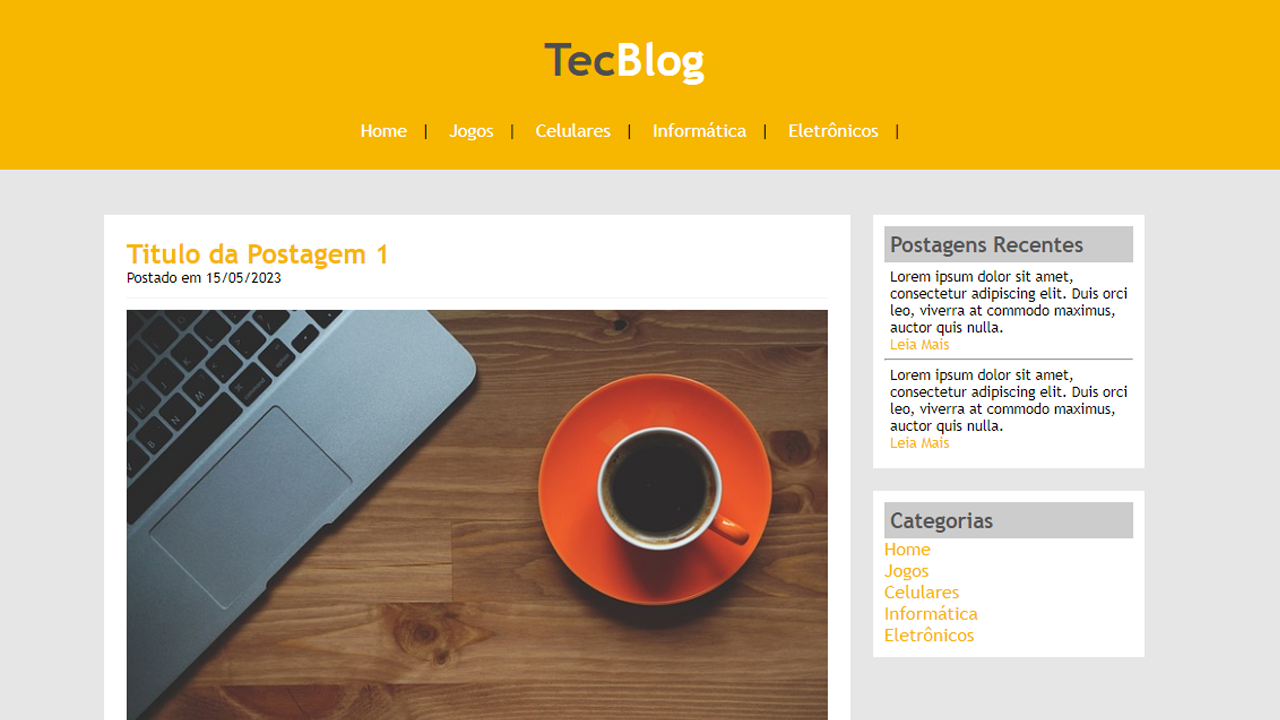 TecBlog
Home | Jogos | Celulares | Informática | Eletrônicos |
Titulo da Postagem 1
Postado em 15/05/2023
Postagens Recentes
Lorem ipsum dolor sit amet,
consectetur adipiscing elit. Duis orci
leo, viverra at commodo maximus,
auctor quis nulla.
Leia Mais
Lorem ipsum dolor sit amet,
consectetur adipiscing elit. Duis orci
leo, viverra at commodo maximus,
auctor quis nulla.
Leia Mais
Categorias
Home
Jogos
Celulares
Informática
Eletrônicos